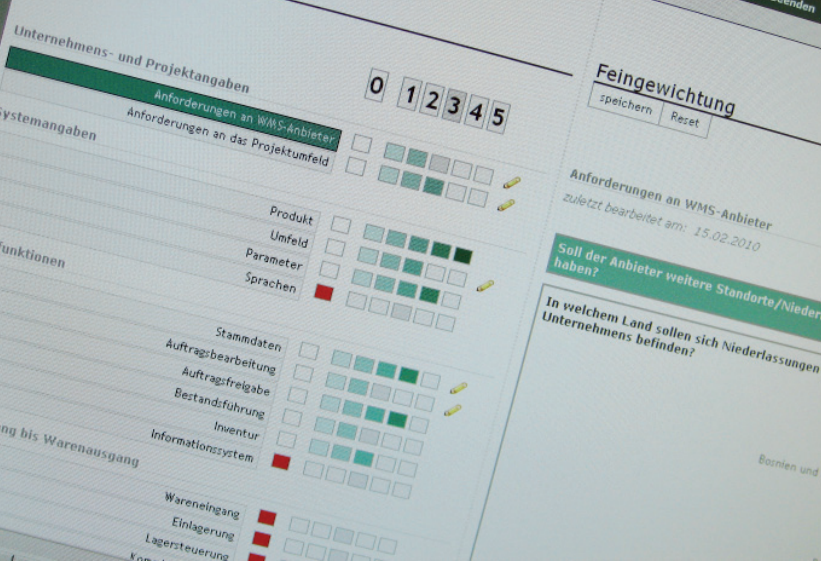 enden
Unternehmens- und Projektangaben
0 1 2 3 4 5
Anforderungen an WMS-Anbieter
Anforderungen an das Projektumfeld
Systemangaben
Produkt
Umfeld
Parameter
Sprachen
funktionen
Stammdaten
Auftragsbearbeitung
Auftragsfreigabe
Bestandsführung
Inventur
Informationssystem
ng bis Warenausgang
Wareneingang
Einlagerung
Lagersteuerung
Feingewichtung
speichern Reset
Anforderungen an WMS-Anbieter
zuletzt bearbeitet am: 15.02.2010
Soll der Anbieter weitere Standorte/Nieder
haben?
In welchem Land sollen sich Niederlassungen
Unternehmens befinden?
Bosnien und